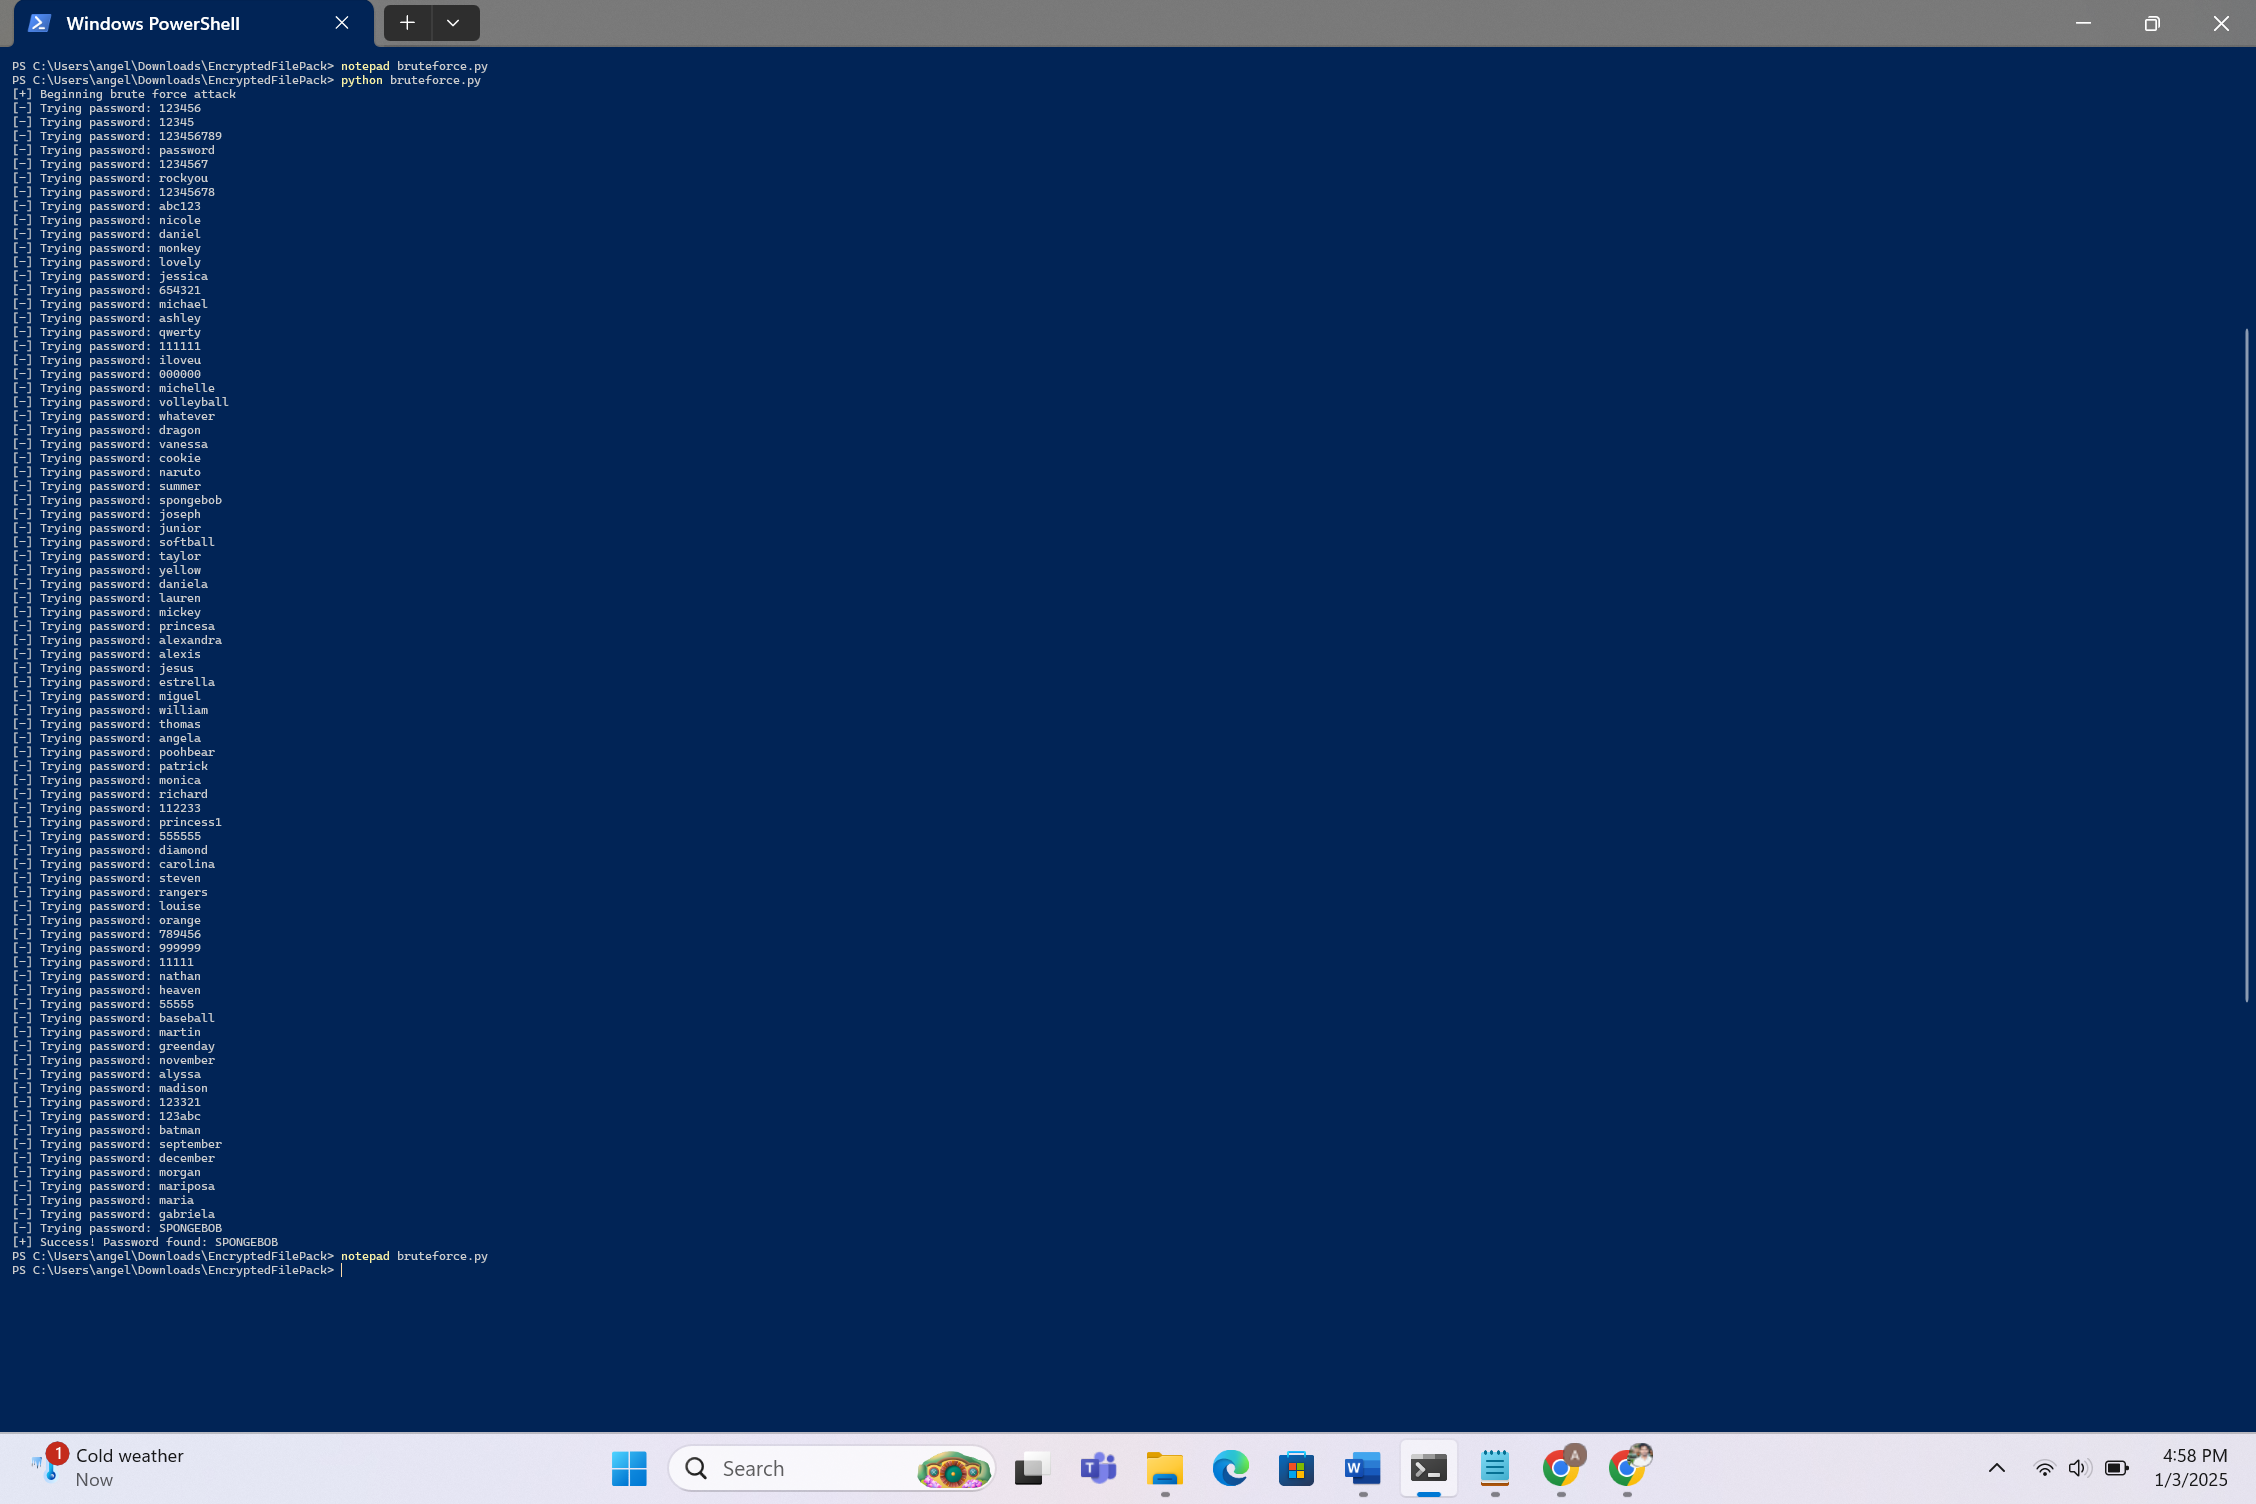 Windows PowerShell
PS C:\Users\angel\Downloads\EncryptedFilePack> notepad bruteforce.py
PS C:\Users\angel\Downloads\EncryptedFilePack> python bruteforce.py
[+] Beginning brute force attack
[-] Trying password: 123456
[-] Trying password: 12345
[-] Trying password: 123456789
[-] Trying password: password
[-] Trying password: 1234567
[-] Trying password: rockyou
[-] Trying password: 12345678
[-] Trying password: abc123
[-] Trying password: nicole
[-] Trying password: daniel
[-] Trying password: monkey
[-] Trying password: lovely
[-] Trying password: jessica
[-] Trying password: 654321
[-] Trying password: michael
[-] Trying password: ashley
[-] Trying password: qwerty
[-] Trying password: 111111
[-] Trying password: iloveu
[-] Trying password: 000000
[-] Trying password: michelle
[-] Trying password: volleyball
[-] Trying password: whatever
[-] Trying password: dragon
[-] Trying password: vanessa
[-] Trying password: cookie
[-] Trying password: naruto
[-] Trying password: summer
[-] Trying password: spongebob
[-] Trying password: joseph
[-] Trying password: junior
[-] Trying password: softball
[-] Trying password: taylor
[-] Trying password: yellow
[-] Trying password: daniela
[-] Trying password: lauren
[-] Trying password: mickey
[-] Trying password: princesa
[-] Trying password: alexandra
[-] Trying password: alexis
[-] Trying password: jesus
[-] Trying password: estrella
[-] Trying password: miguel
[-] Trying password: william
[-] Trying password: thomas
[-] Trying password: angela
[-] Trying password: poohbear
[-] Trying password: patrick
[-] Trying password: monica
[-] Trying password: richard
[-] Trying password: 112233
[-] Trying password: princess1
[-] Trying password: 555555
[-] Trying password: diamond
[-] Trying password: carolina
[-] Trying password: steven
[-] Trying password: rangers
[-] Trying password: louise
[-] Trying password: orange
[-] Trying password: 789456
[-] Trying password: 999999
[-] Trying password: 11111
[-] Trying password: nathan
[-] Trying password: heaven
[-] Trying password: 55555
[-] Trying password: baseball
[-] Trying password: martin
[-] Trying password: greenday
[-] Trying password: november
[-] Trying password: alyssa
[-] Trying password: madison
[-] Trying password: 123321
[-] Trying password: 123abc
[-] Trying password: batman
[-] Trying password: september
[-] Trying password: december
[-] Trying password: morgan
[-] Trying password: mariposa
[-] Trying password: maria
[-] Trying password: gabriela
[-] Trying password: SPONGEBOB
[+] Success! Password found: SPONGEBOB
PS C:\Users\angel\Downloads\EncryptedFilePack> notepad bruteforce.py
PS C:\Users\angel\Downloads\EncryptedFilePack>
1
Cold weather
Now
Search
T
W
A
4:58 PM
1/3/2025